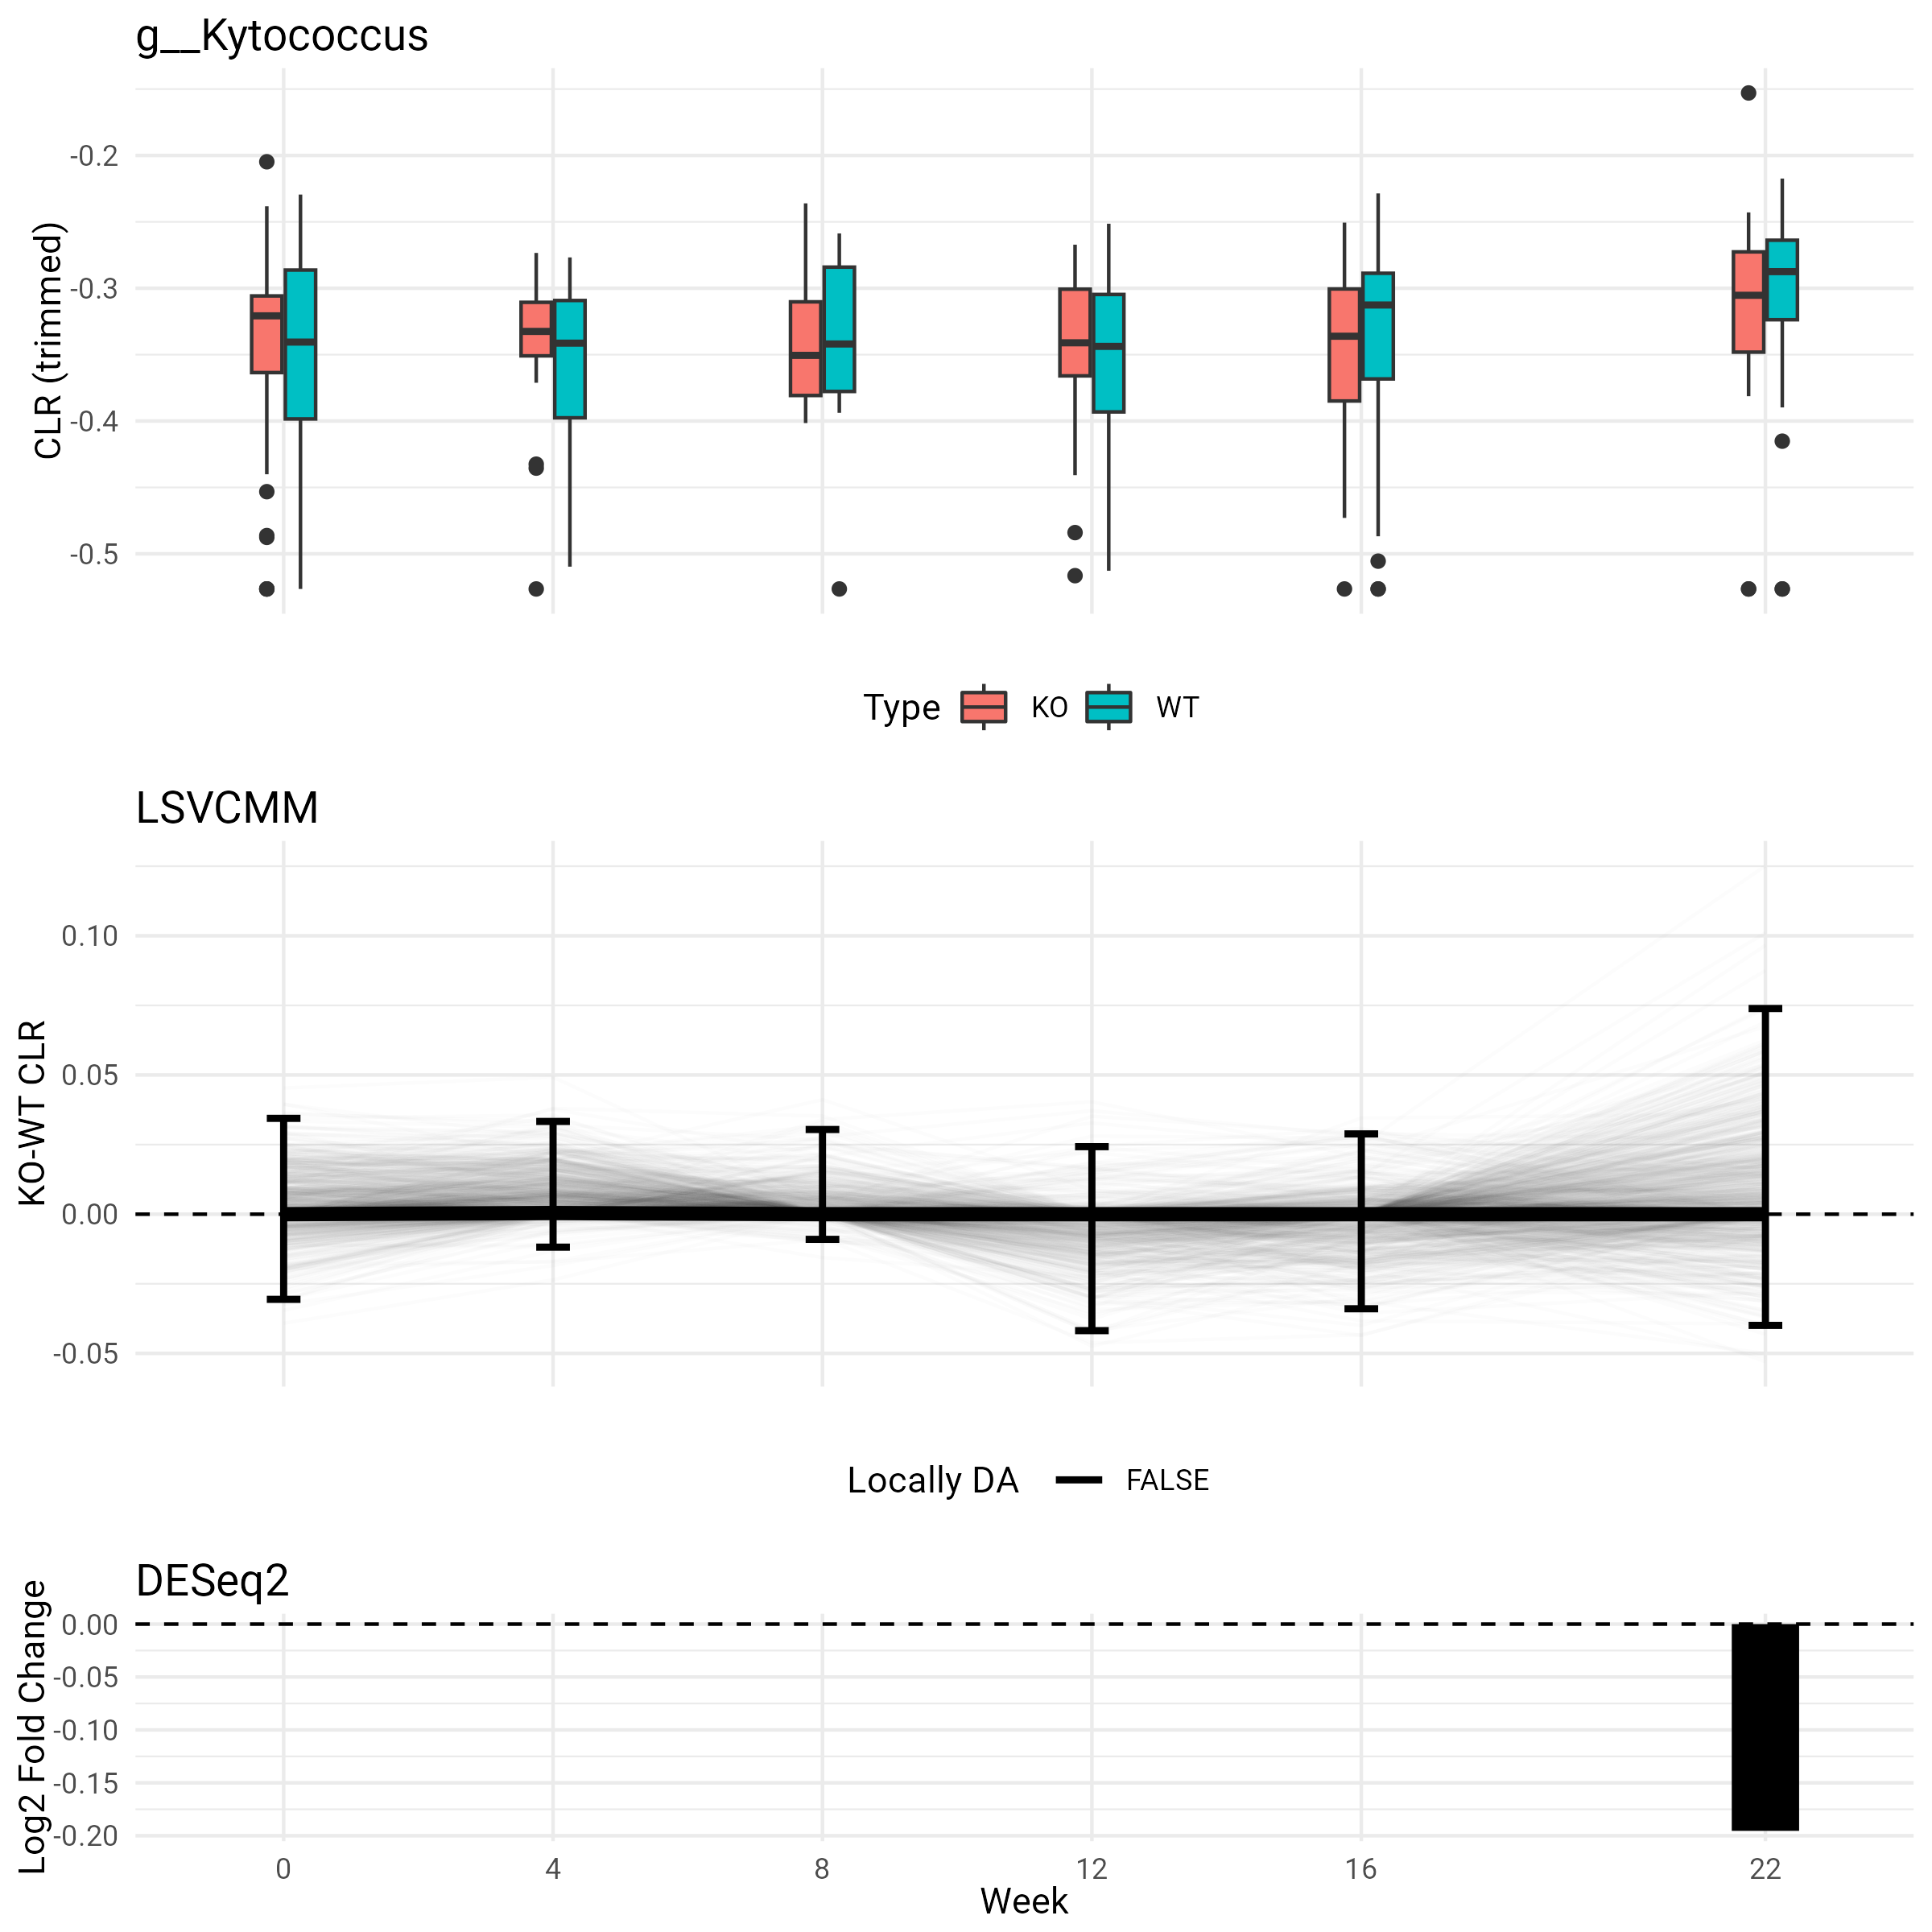 g__Kytococcus
CLR (trimmed)
-0.2
-0.3
-0.4
-0.5
Type KO WT
LSVCMM
KO-WT CLR
0.10
0.05
0.00
-0.05
Locally DA FALSE
DESeq2
Log2 Fold Change
0.00
-0.05
-0.10
-0.15
-0.20
0 4 8 12 16 22
Week